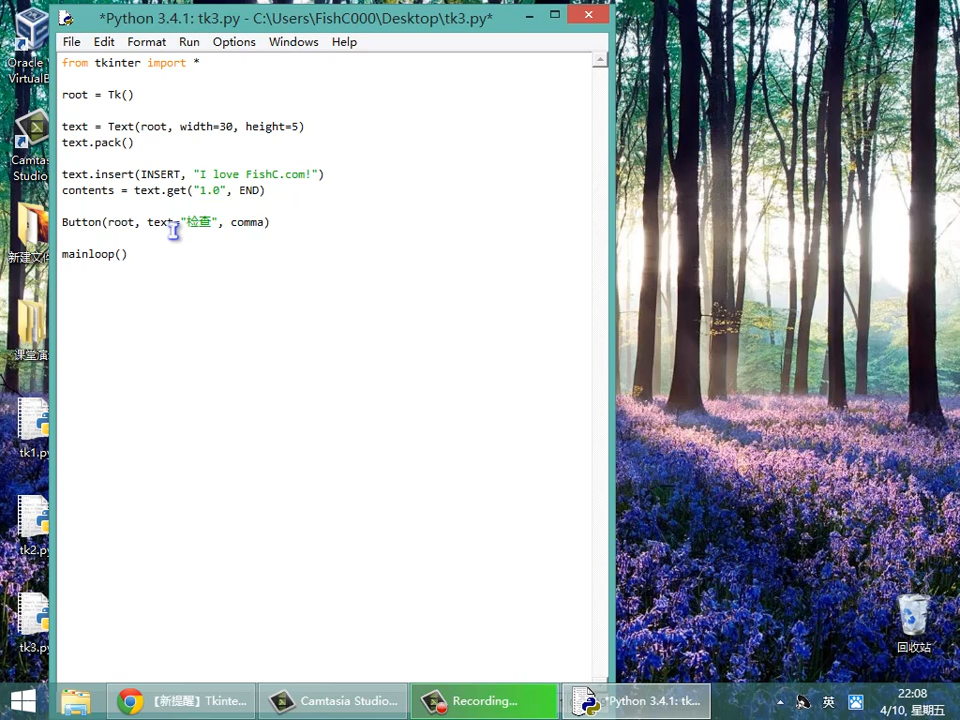 *Python 3.4.1: tk3.py - C:\Users\FishC000\Desktop\tk3.py*
File Edit Format Run Options Windows Help
from tkinter import *
root = Tk()
text = Text(root, width=30, height=5)
text.pack()
text.insert(INSERT, "I love FishC.com!")
contents = text.get("1.0", END)
Button(root, text="检查", comma)
mainloop()
Oracle
VirtualB
Camtas
Studio
新建文件
课堂演
tk1.py
tk2.py
tk3.py
回收站
【新提醒】Tkinte...
Camtasia Studio...
Recording...
*Python 3.4.1: tk...
英
22:08
4/10, 星期五